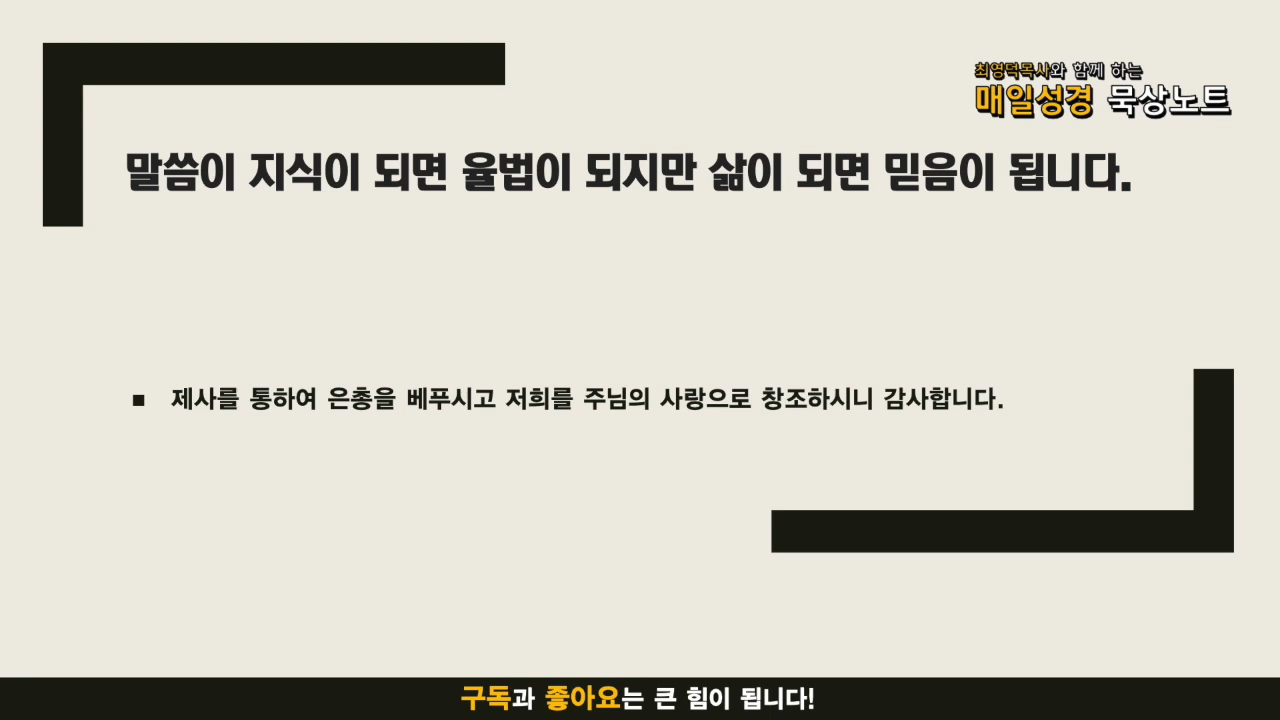 최영덕목사와 함께 하는
매일성경 묵상노트
말씀이 지식이 되면 율법이 되지만 삶이 되면 믿음이 됩니다.
▪ 제사를 통하여 은총을 베푸시고 저희를 주님의 사랑으로 창조하시니 감사합니다.
구독과 좋아요는 큰 힘이 됩니다!